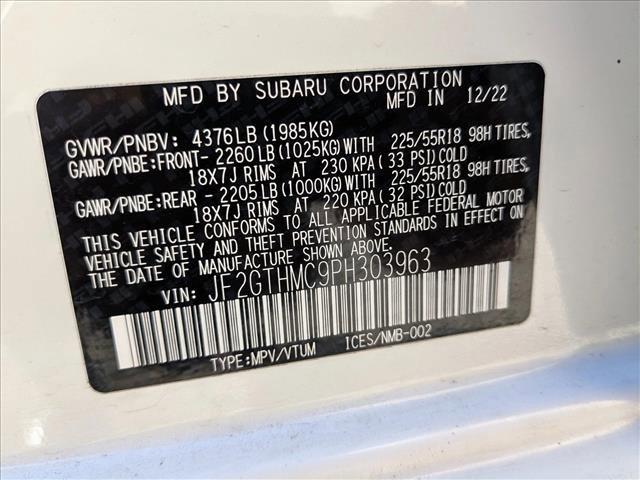 MFD BY SUBARU CORPORATION
MFD IN 12/22
GVWR/PNBV: 4376LB(1985KG)
GAWR/PNBE:FRONT- 2260LB(1025KG)WITH 225/55R18 98H TIRES,
18X7J RIMS AT 230 KPA(33 PSI)COLD
GAWR/PNBE:REAR - 2205LB(1000KG)WITH 225/55R18 98H TIRES,
18X7J RIMS AT 220 KPA(32 PSI)COLD
THIS VEHICLE CONFORMS TO ALL APPLICABLE FEDERAL MOTOR
VEHICLE SAFETY AND THEFT PREVENTION STANDARDS IN EFFECT ON
THE DATE OF MANUFACTURE SHOWN ABOVE.
VIN: JF2GTHMC9PH303963
TYPE:MPV/VTUM ICES/NMB-002